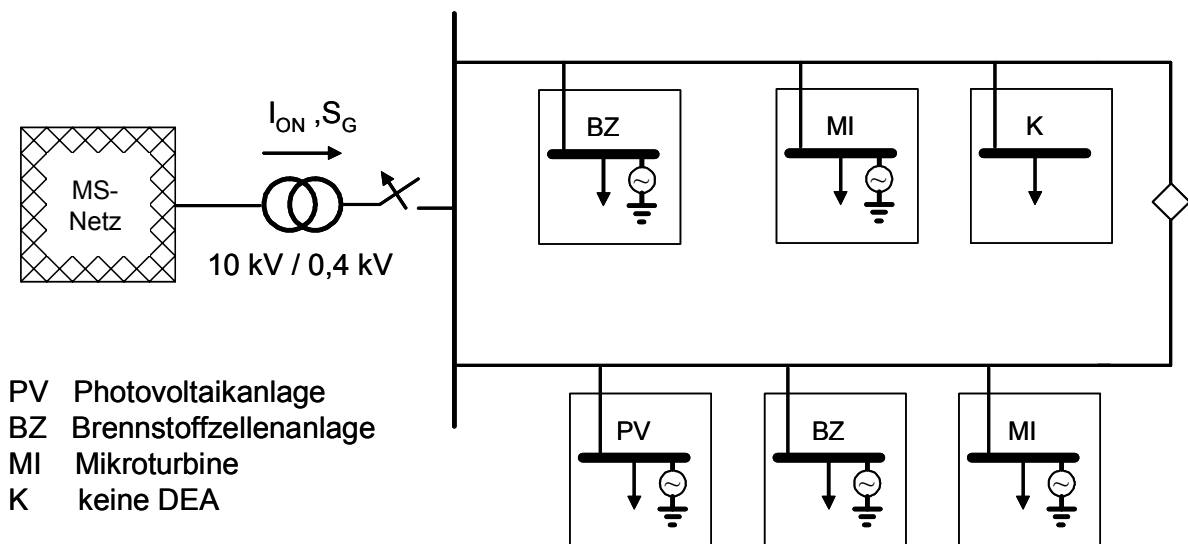 I_ON ,S_G
MS-
Netz
10 kV / 0,4 kV
BZ
MI
K
PV
BZ
MI
PV Photovoltaikanlage
BZ Brennstoffzellenanlage
MI Mikroturbine
K keine DEA